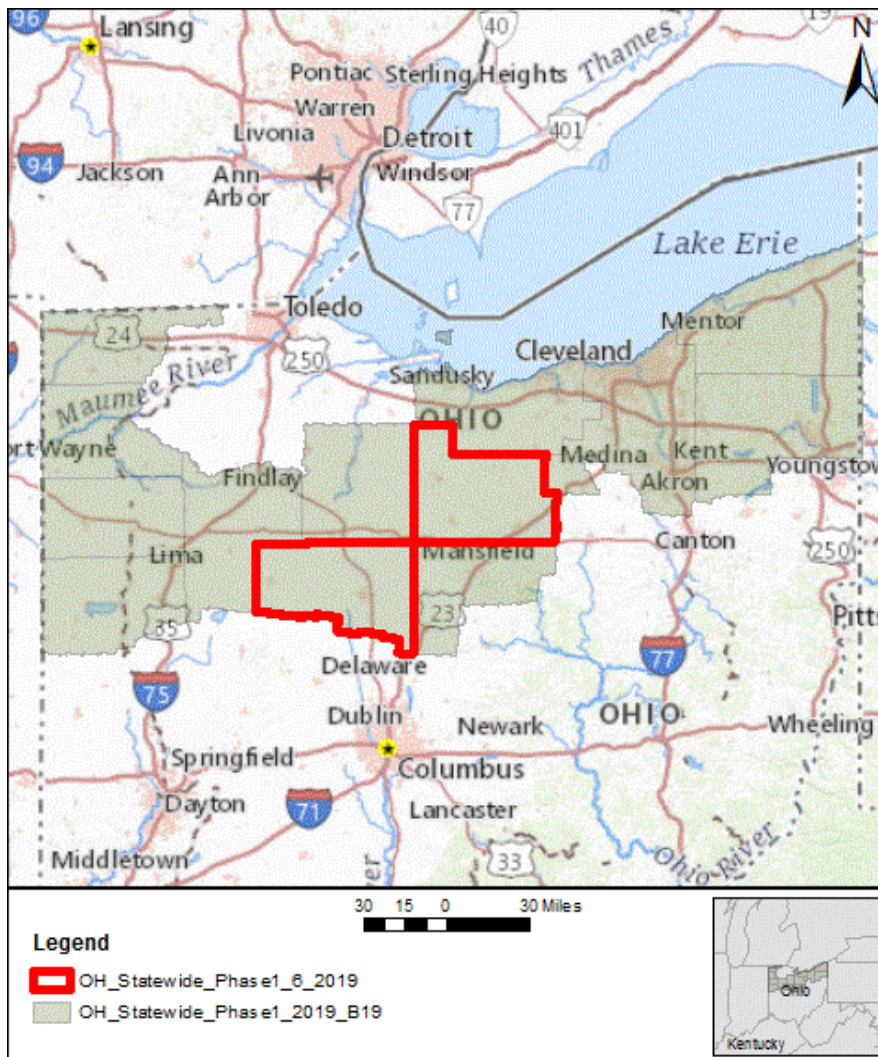 96
Lansing
40
19
N
Pontiac
Sterling Heights
Thames
Warren
Livonia
Detroit
401
94
Jackson
Ann
Arbor
Windsor
77
Lake Erie
Toledo
24
250
Mentor
Cleveland
Maumee River
Sandusky
OHIO
ort Wayne
Medina
Kent
Youngstow
Findlay
Akron
Lima
Mansfield
Canton
250
35
23
Pitts
Delaware
77
75
Dublin
Newark
OHIO
Wheeling
Springfield
Columbus
Dayton
71
Lancaster
Middletown
33
Ohio River
ver
30 15 0 30 Miles
Legend
OH_Statewide_Phase1_6_2019
OH_Statewide_Phase1_2019_B19
Ohio
Kentucky